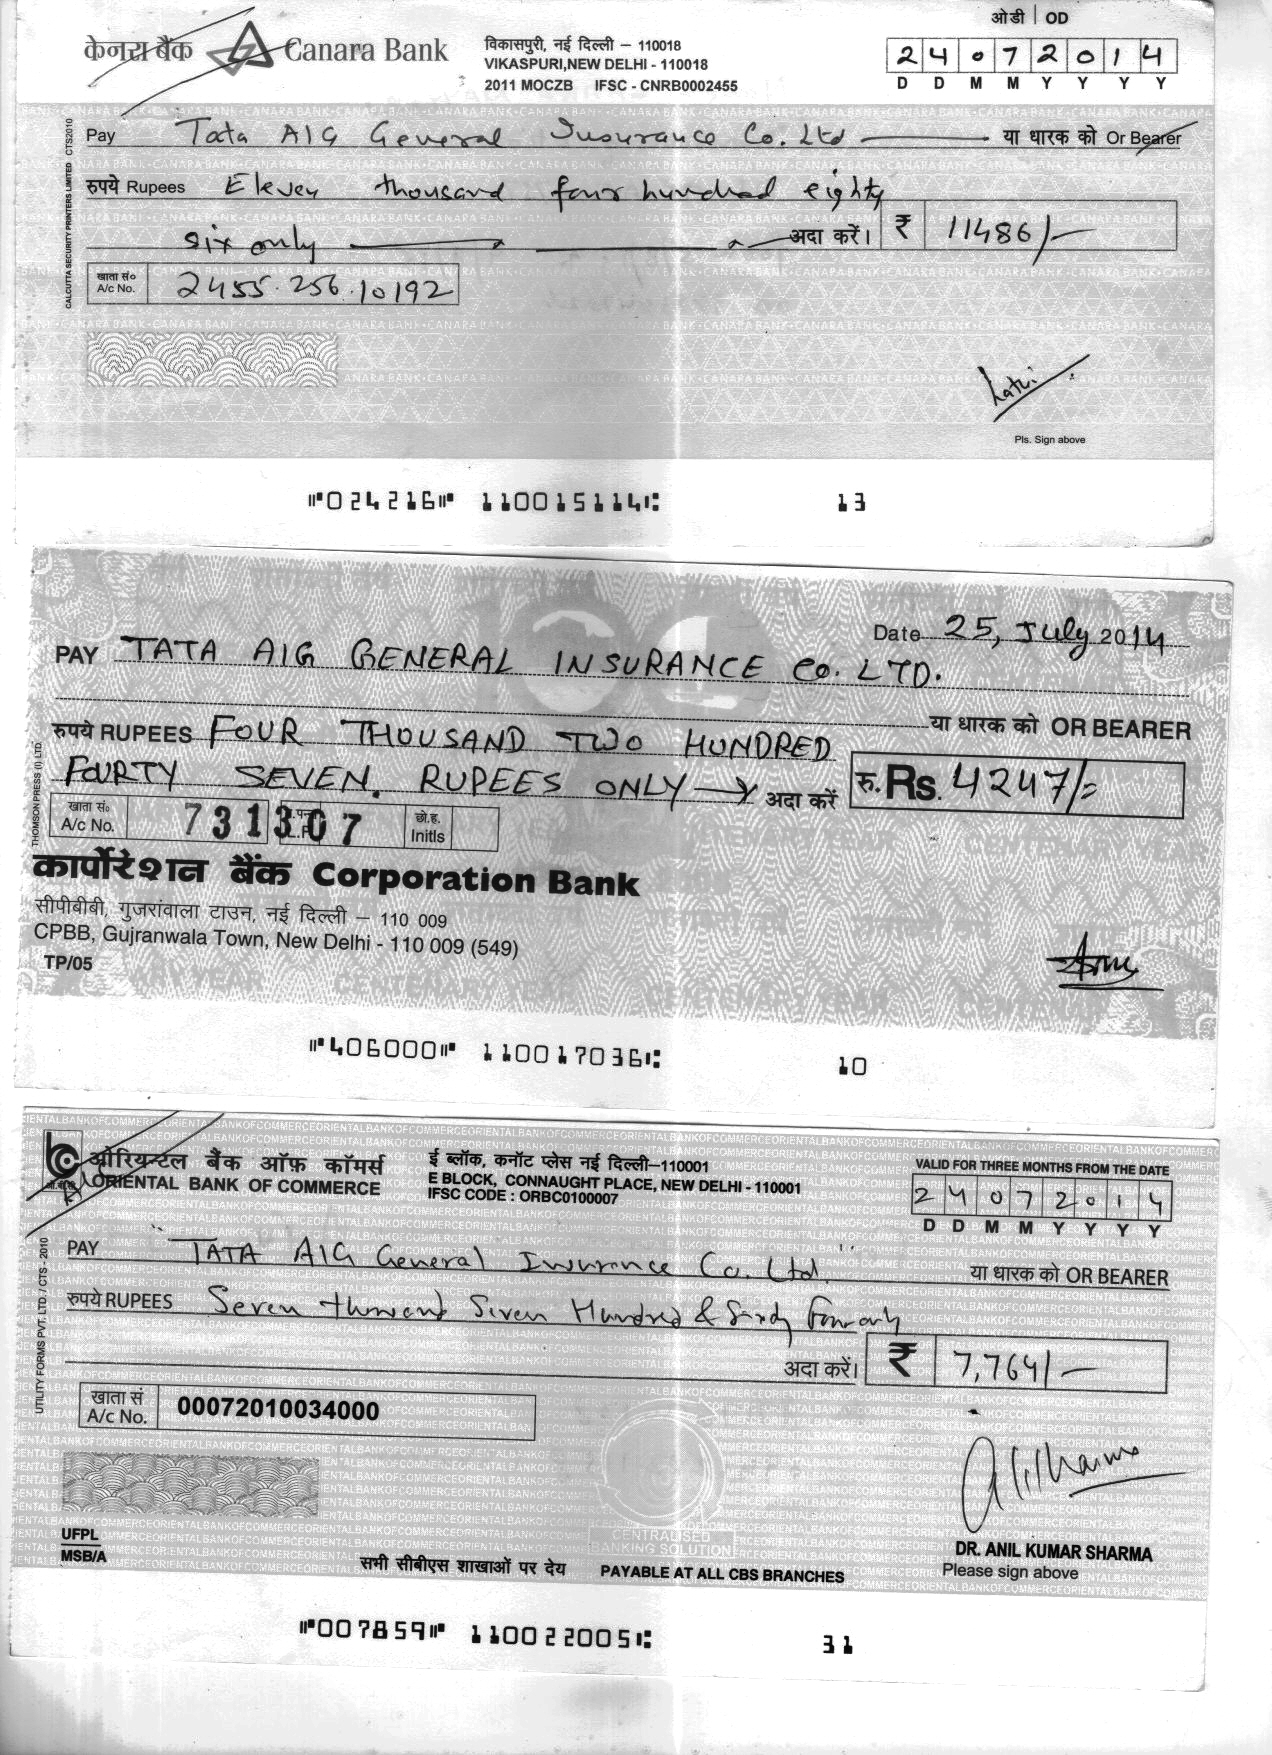 ओडी | OD
केनरा बैंक Canara Bank
विकासपुरी, नई दिल्ली – 110018
VIKASPURI,NEW DELHI - 110018
2011 MOCZB IFSC - CNRB0002455
2 4 0 7 2 0 1 4
D D M M Y Y Y Y
Pay Tata AIG General Insurance Co. Ltd या धारक को Or Bearer
रुपये Rupees Eleven thousand four hundred eighty
six only अदा करें। ₹ 11486/-
खाता सं० A/c No. 2455.256.10192
CALCUTTA SECURITY PRINTERS LIMITED CTS2010
Pls. Sign above
⑈024216⑈ 110015114⑆ 13
Date 25, July 2014
PAY TATA AIG GENERAL INSURANCE CO. LTD.
या धारक को OR BEARER
रुपये RUPEES FOUR THOUSAND TWO HUNDRED
FOURTY SEVEN. RUPEES ONLY अदा करें रु. Rs. 4247/=
खाता सं. A/c No. 731307 छो.ह. Initls
THOMSON PRESS (I) LTD.
कार्पोरेशन बैंक Corporation Bank
सीपीबीबी, गुजरांवाला टाउन, नई दिल्ली – 110 009
CPBB, Gujranwala Town, New Delhi - 110 009 (549)
TP/05
⑈406000⑈ 110017036⑆ 10
ओरियन्टल बैंक ऑफ़ कॉमर्स
ORIENTAL BANK OF COMMERCE
ई ब्लॉक, कनॉट प्लेस नई दिल्ली–110001
E BLOCK, CONNAUGHT PLACE, NEW DELHI - 110001
IFSC CODE : ORBC0100007
VALID FOR THREE MONTHS FROM THE DATE
2 4 0 7 2 0 1 4
D D M M Y Y Y Y
PAY "TATA AIG General Insurance Co. Ltd." या धारक को OR BEARER
रुपये RUPEES Seven thousand Seven Hundred & Sixty Four only
अदा करें। ₹ 7,764/-
खाता सं A/c No. 00072010034000
UTILITY FORMS PVT. LTD. / CTS - 2010
CENTRALISED
BANKING SOLUTION
UFPL
MSB/A
सभी सीबीएस शाखाओं पर देय PAYABLE AT ALL CBS BRANCHES
DR. ANIL KUMAR SHARMA
Please sign above
⑈007859⑈ 110022005⑆ 31